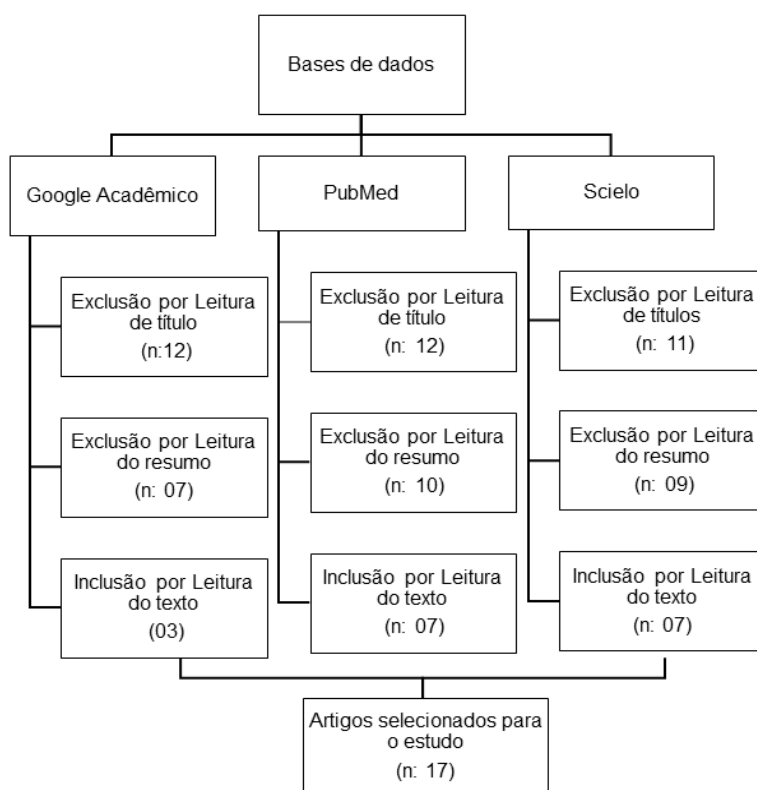 Bases de dados
Google Acadêmico
PubMed
Scielo
Exclusão por Leitura
de título
(n:12)
Exclusão por Leitura
de título
(n: 12)
Exclusão por Leitura
de títulos
(n: 11)
Exclusão por Leitura
do resumo
(n: 07)
Exclusão por Leitura
do resumo
(n: 10)
Exclusão por Leitura
do resumo
(n: 09)
Inclusão por Leitura
do texto
(03)
Inclusão por Leitura
do texto
(n: 07)
Inclusão por Leitura
do texto
(n: 07)
Artigos selecionados para
o estudo
(n: 17)